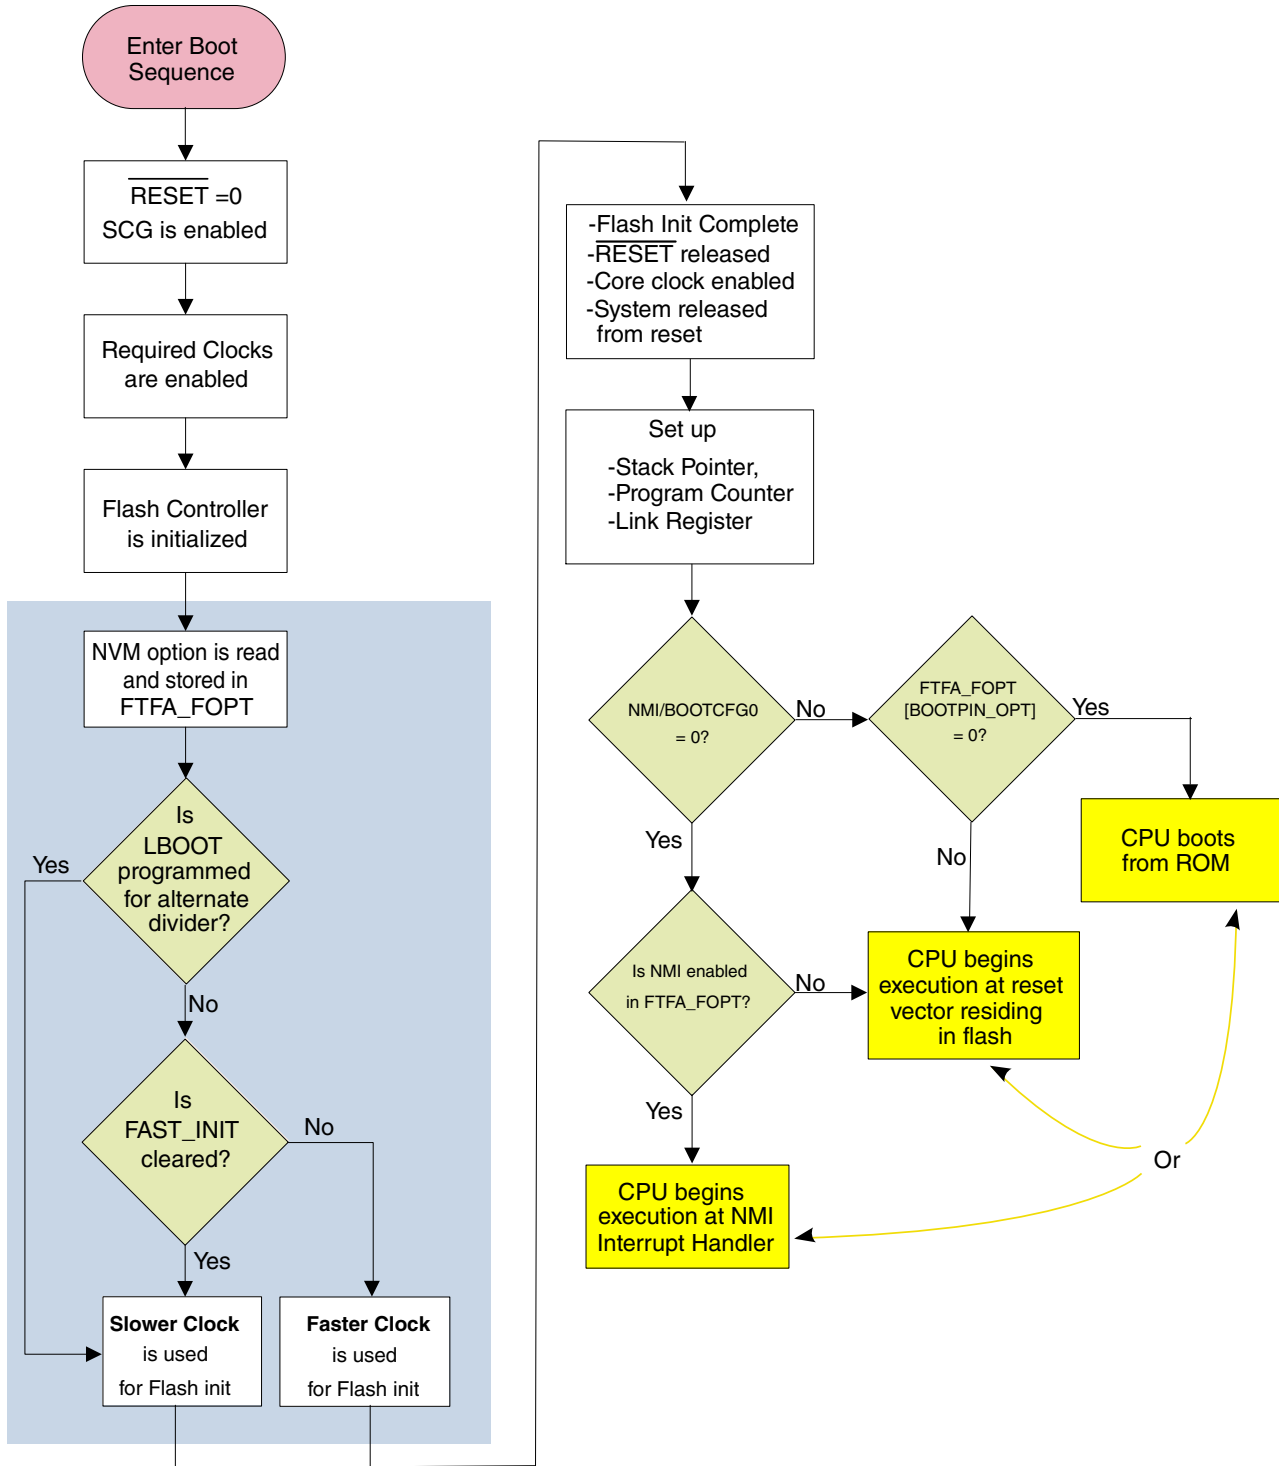 Enter Boot
Sequence
RESET =0
SCG is enabled
Required Clocks
are enabled
Flash Controller
is initialized
NVM option is read
and stored in
FTFA_FOPT
Is
LBOOT
programmed
for alternate
divider?
Yes
No
Is
FAST_INIT
cleared?
No
Yes
Slower Clock
is used
for Flash init
Faster Clock
is used
for Flash init
-Flash Init Complete
-RESET released
-Core clock enabled
-System released
from reset
Set up
-Stack Pointer,
-Program Counter
-Link Register
NMI/BOOTCFG0
= 0?
No
FTFA_FOPT
[BOOTPIN_OPT]
= 0?
Yes
CPU boots
from ROM
Yes
No
Is NMI enabled
in FTFA_FOPT?
No
CPU begins
execution at reset
vector residing
in flash
Yes
Or
CPU begins
execution at NMI
Interrupt Handler